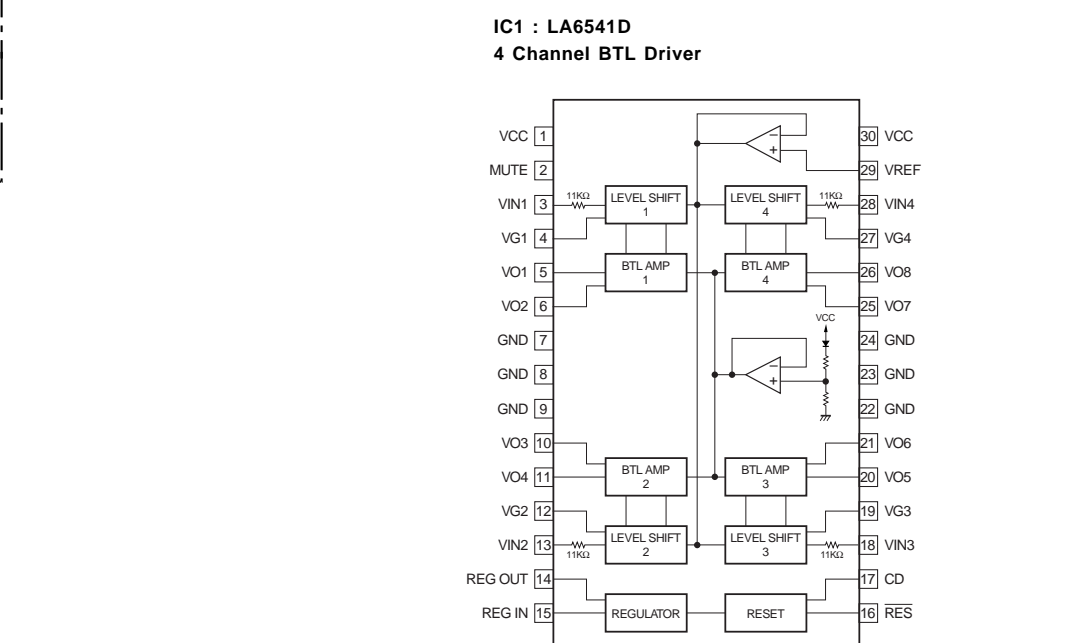 IC1 : LA6541D
4 Channel BTL Driver
VCC 1
30 VCC
MUTE 2
29 VREF
VIN1 3
11KΩ
LEVEL SHIFT
1
LEVEL SHIFT
4
11KΩ
28 VIN4
VG1 4
27 VG4
VO1 5
BTL AMP
1
BTL AMP
4
26 VO8
VO2 6
25 VO7
VCC
GND 7
24 GND
GND 8
23 GND
GND 9
22 GND
VO3 10
21 VO6
VO4 11
BTL AMP
2
BTL AMP
3
20 VO5
VG2 12
19 VG3
VIN2 13
11KΩ
LEVEL SHIFT
2
LEVEL SHIFT
3
11KΩ
18 VIN3
REG OUT 14
17 CD
REG IN 15
REGULATOR
RESET
16 RES